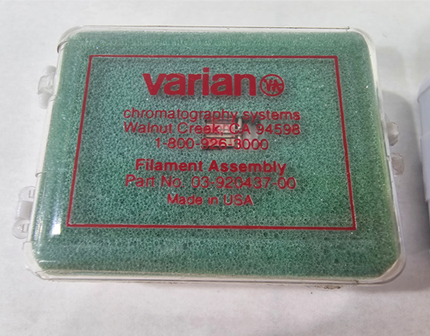 varian VA
chromatography systems
Walnut Creek, CA 94598
1-800-926-3000
Filament Assembly
Part No. 03-925437-00
Made in USA